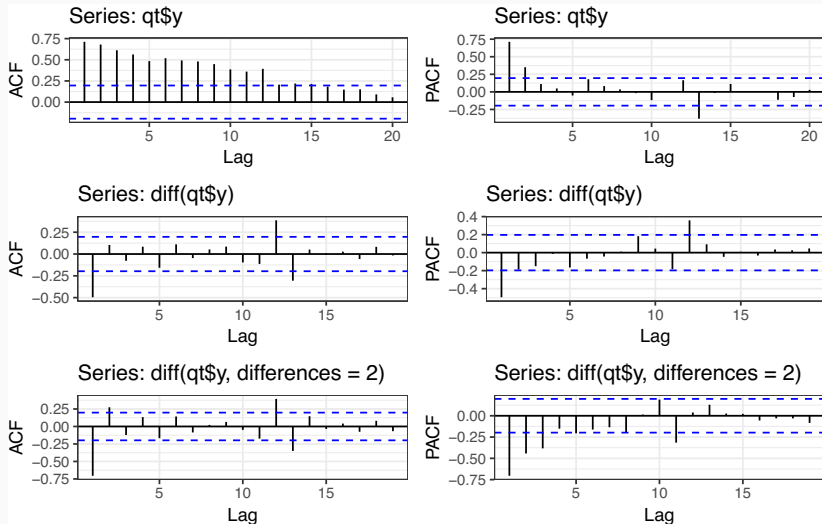 Series: qt$y
0.75
0.50
0.25
0.00
ACF
5
10
15
20
Lag
Series: qt$y
0.75
0.50
0.25
0.00
−0.25
PACF
5
10
15
20
Lag
Series: diff(qt$y)
0.25
0.00
−0.25
−0.50
ACF
5
10
15
Lag
Series: diff(qt$y)
0.4
0.2
0.0
−0.2
−0.4
PACF
5
10
15
Lag
Series: diff(qt$y, differences = 2)
0.25
0.00
−0.25
−0.50
−0.75
ACF
5
10
15
Lag
Series: diff(qt$y, differences = 2)
0.00
−0.25
−0.50
−0.75
PACF
5
10
15
Lag